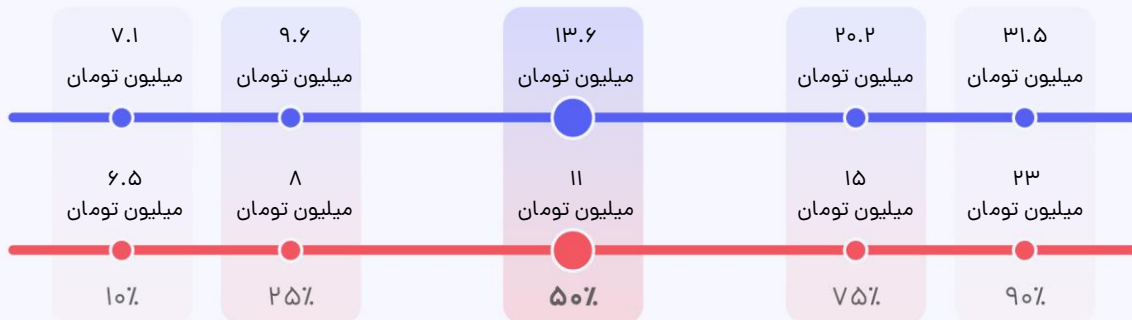 ۷.۱ ۹.۶ ۱۳.۶ ۲۰.۲ ۳۱.۵
میلیون تومان میلیون تومان میلیون تومان میلیون تومان میلیون تومان
۶.۵ ۸ ۱۱ ۱۵ ۲۳
میلیون تومان میلیون تومان میلیون تومان میلیون تومان میلیون تومان
۱۰٪ ۲۵٪ ۵۰٪ ۷۵٪ ۹۰٪